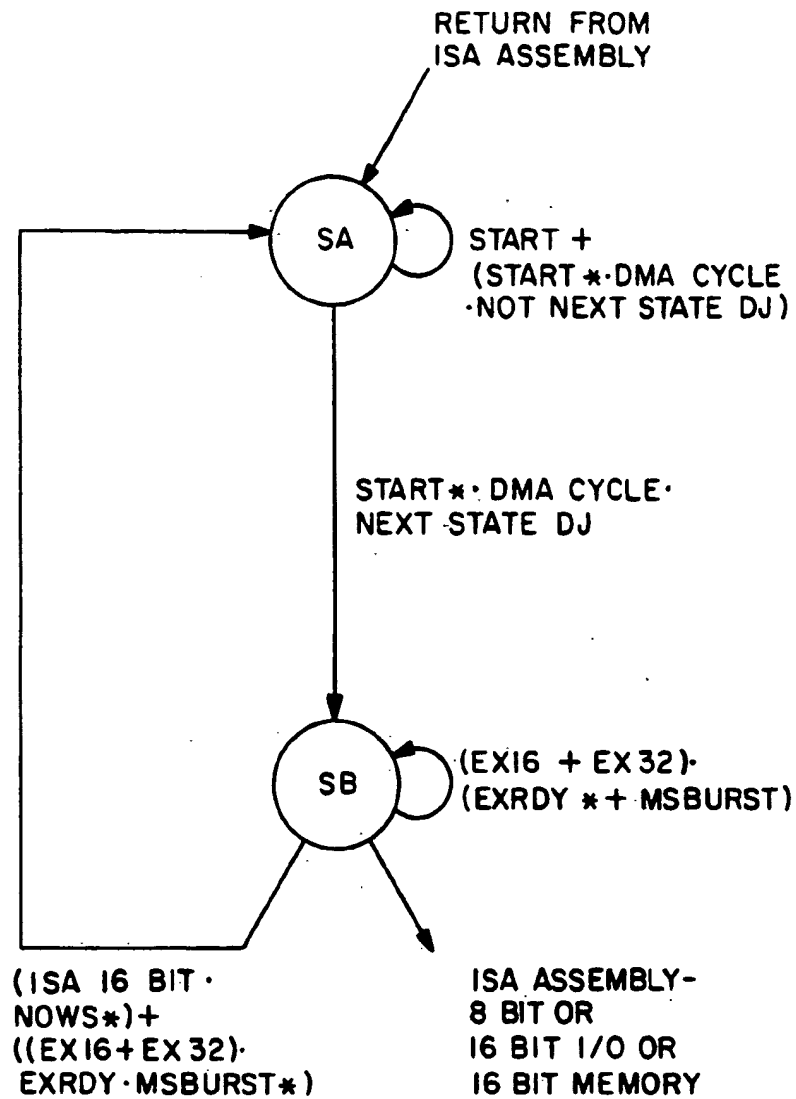 RETURN FROM
ISA ASSEMBLY
SA
START +
(START *·DMA CYCLE
·NOT NEXT STATE DJ)
START*· DMA CYCLE·
NEXT STATE DJ
SB
(EX16 + EX32)·
(EXRDY * + MSBURST)
(ISA 16 BIT ·
NOWS*)+
((EX16+EX32)·
EXRDY·MSBURST*)
ISA ASSEMBLY-
8 BIT OR
16 BIT I/O OR
16 BIT MEMORY